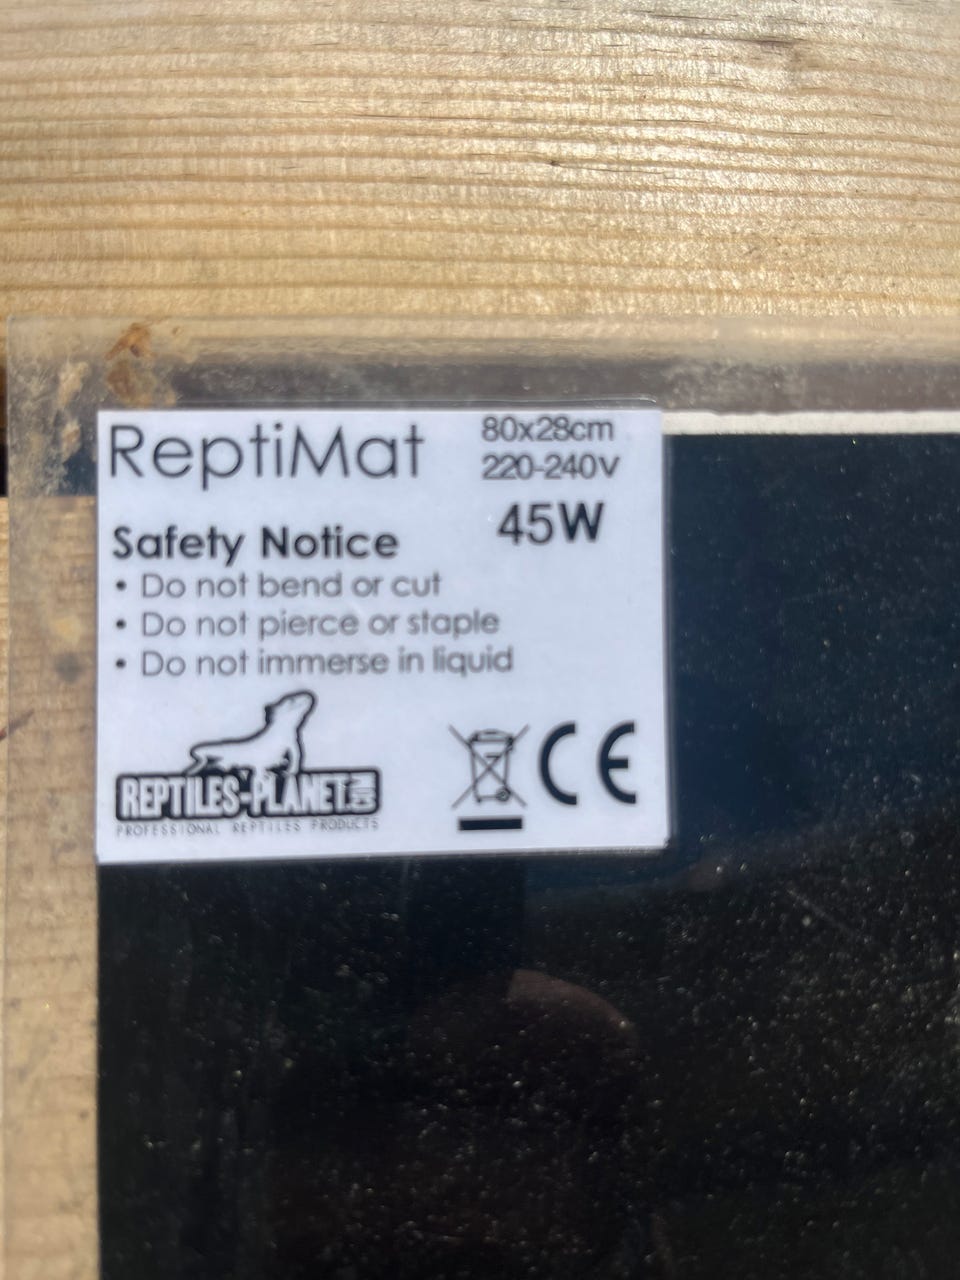 ReptiMat
80x28cm
220-240V
45W
Safety Notice
• Do not bend or cut
• Do not pierce or staple
• Do not immerse in liquid
REPTILES-PLANET
PROFESSIONAL REPTILES PRODUCTS
CE